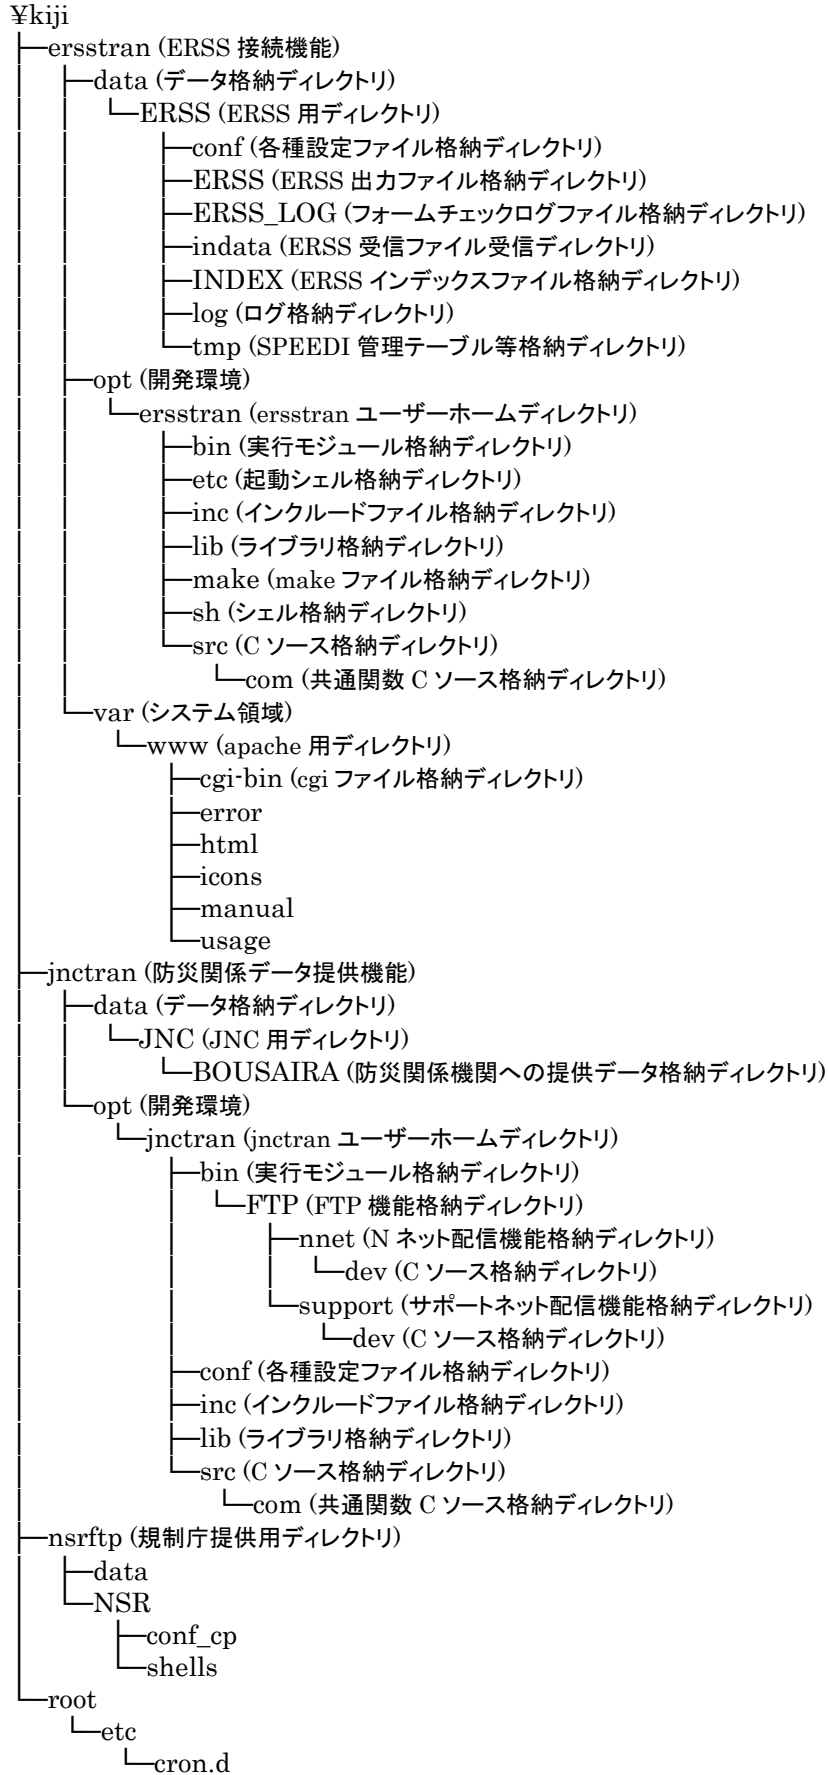 ¥kiji
ersstran (ERSS 接続機能)
data (データ格納ディレクトリ)
ERSS (ERSS 用ディレクトリ)
conf (各種設定ファイル格納ディレクトリ)
ERSS (ERSS 出力ファイル格納ディレクトリ)
ERSS_LOG (フォームチェックログファイル格納ディレクトリ)
indata (ERSS 受信ファイル受信ディレクトリ)
INDEX (ERSS インデックスファイル格納ディレクトリ)
log (ログ格納ディレクトリ)
tmp (SPEEDI 管理テーブル等格納ディレクトリ)
opt (開発環境)
ersstran (ersstran ユーザーホームディレクトリ)
bin (実行モジュール格納ディレクトリ)
etc (起動シェル格納ディレクトリ)
inc (インクルードファイル格納ディレクトリ)
lib (ライブラリ格納ディレクトリ)
make (make ファイル格納ディレクトリ)
sh (シェル格納ディレクトリ)
src (C ソース格納ディレクトリ)
com (共通関数 C ソース格納ディレクトリ)
var (システム領域)
www (apache 用ディレクトリ)
cgi-bin (cgi ファイル格納ディレクトリ)
error
html
icons
manual
usage
jnctran (防災関係データ提供機能)
data (データ格納ディレクトリ)
JNC (JNC 用ディレクトリ)
BOUSAIRA (防災関係機関への提供データ格納ディレクトリ)
opt (開発環境)
jnctran (jnctran ユーザーホームディレクトリ)
bin (実行モジュール格納ディレクトリ)
FTP (FTP 機能格納ディレクトリ)
nnet (N ネット配信機能格納ディレクトリ)
dev (C ソース格納ディレクトリ)
support (サポートネット配信機能格納ディレクトリ)
dev (C ソース格納ディレクトリ)
conf (各種設定ファイル格納ディレクトリ)
inc (インクルードファイル格納ディレクトリ)
lib (ライブラリ格納ディレクトリ)
src (C ソース格納ディレクトリ)
com (共通関数 C ソース格納ディレクトリ)
nsrftp (規制庁提供用ディレクトリ)
data
NSR
conf_cp
shells
root
etc
cron.d